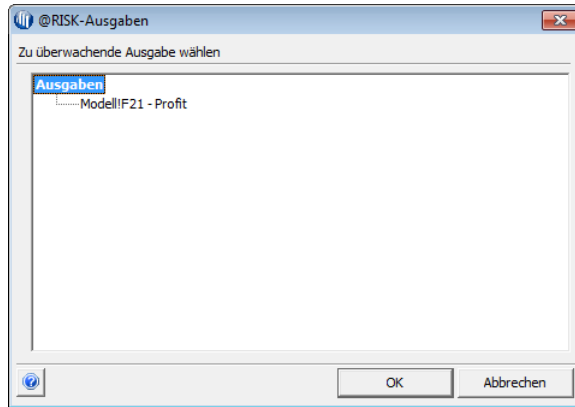 @RISK-Ausgaben
Zu überwachende Ausgabe wählen
Ausgaben
Modell!F21 - Profit
OK
Abbrechen